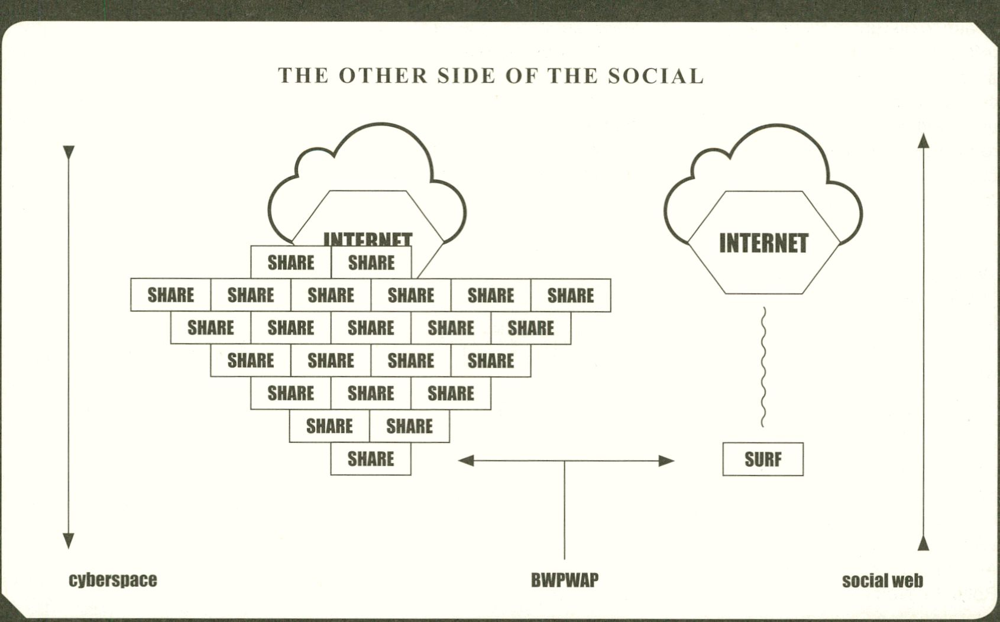 THE OTHER SIDE OF THE SOCIAL
INTERNET
INTERNET
SHARE SHARE
SHARE SHARE SHARE SHARE SHARE SHARE
SHARE SHARE SHARE SHARE SHARE
SHARE SHARE SHARE SHARE
SHARE SHARE SHARE
SHARE SHARE
SHARE
SURF
cyberspace
BWPWAP
social web